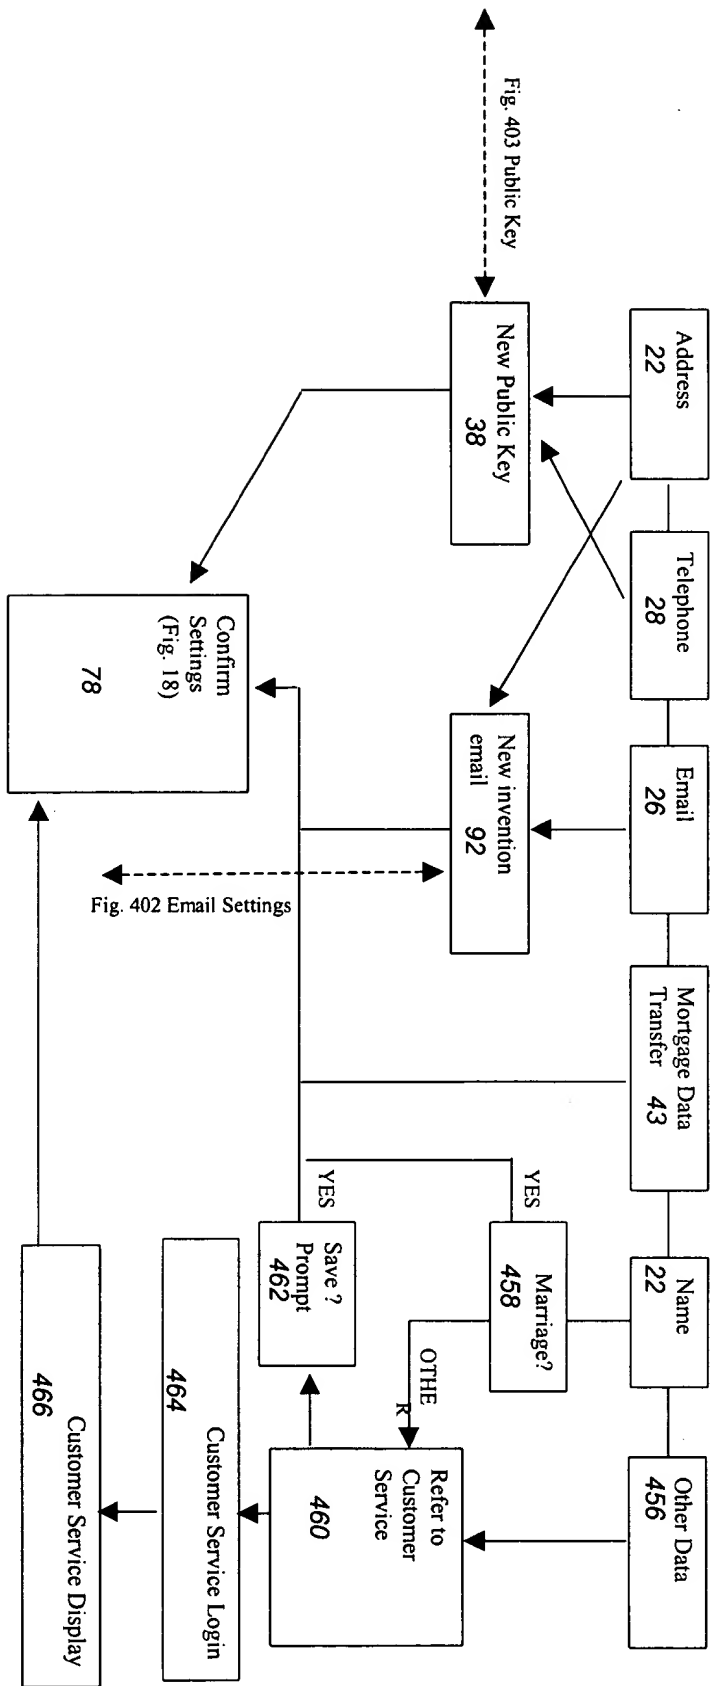 Address
22
Telephone
28
Email
26
Mortgage Data
Transfer 43
Name
22
Other Data
456
Fig. 403 Public Key
New Public Key
38
New invention
email 92
Marriage?
458
YES
OTHE
R
Refer to
Customer
Service
460
Fig. 402 Email Settings
YES
Save ?
Prompt
462
Confirm
Settings
(Fig. 18)
78
Customer Service Login
464
Customer Service Display
466